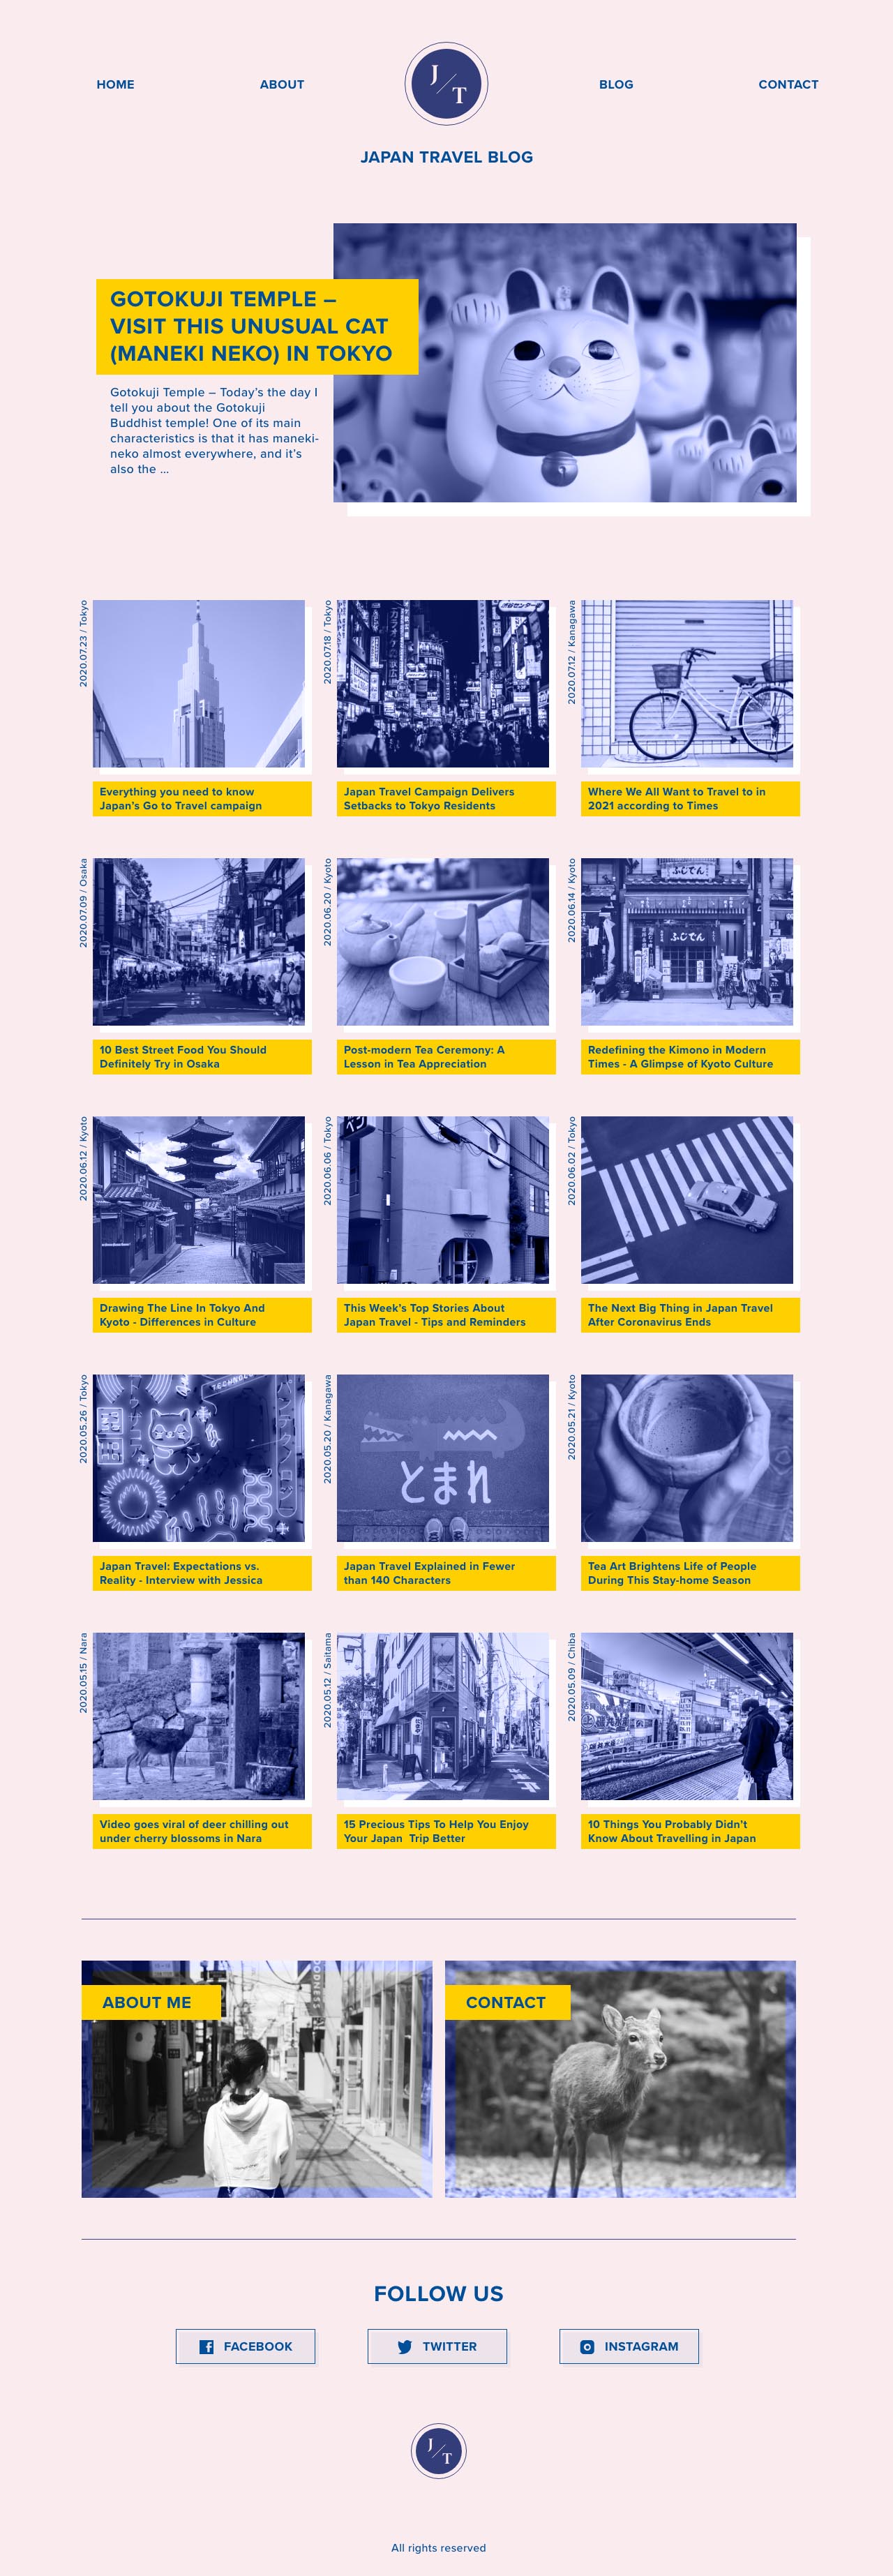 HOME
ABOUT
J/T
BLOG
CONTACT
JAPAN TRAVEL BLOG
GOTOKUJI TEMPLE –
VISIT THIS UNUSUAL CAT
(MANEKI NEKO) IN TOKYO
Gotokuji Temple – Today's the day I
tell you about the Gotokuji
Buddhist temple! One of its main
characteristics is that it has maneki-
neko almost everywhere, and it's
also the ...
2020.07.23 / Tokyo
Everything you need to know
Japan's Go to Travel campaign
2020.07.18 / Tokyo
Japan Travel Campaign Delivers
Setbacks to Tokyo Residents
2020.07.12 / Kanagawa
Where We All Want to Travel to in
2021 according to Times
2020.07.09 / Osaka
10 Best Street Food You Should
Definitely Try in Osaka
2020.06.20 / Kyoto
Post-modern Tea Ceremony: A
Lesson in Tea Appreciation
2020.06.14 / Kyoto
ふじでん
ふじでん
Redefining the Kimono in Modern
Times - A Glimpse of Kyoto Culture
2020.06.12 / Kyoto
Drawing The Line In Tokyo And
Kyoto - Differences in Culture
2020.06.06 / Tokyo
This Week's Top Stories About
Japan Travel - Tips and Reminders
2020.06.02 / Tokyo
The Next Big Thing in Japan Travel
After Coronavirus Ends
2020.05.26 / Tokyo
Japan Travel: Expectations vs.
Reality - Interview with Jessica
2020.05.20 / Kanagawa
とまれ
Japan Travel Explained in Fewer
than 140 Characters
2020.05.21 / Kyoto
Tea Art Brightens Life of People
During This Stay-home Season
2020.05.15 / Nara
Video goes viral of deer chilling out
under cherry blossoms in Nara
2020.05.12 / Saitama
15 Precious Tips To Help You Enjoy
Your Japan  Trip Better
2020.05.09 / Chiba
10 Things You Probably Didn't
Know About Travelling in Japan
ABOUT ME
CONTACT
FOLLOW US
FACEBOOK
TWITTER
INSTAGRAM
J/T
All rights reserved